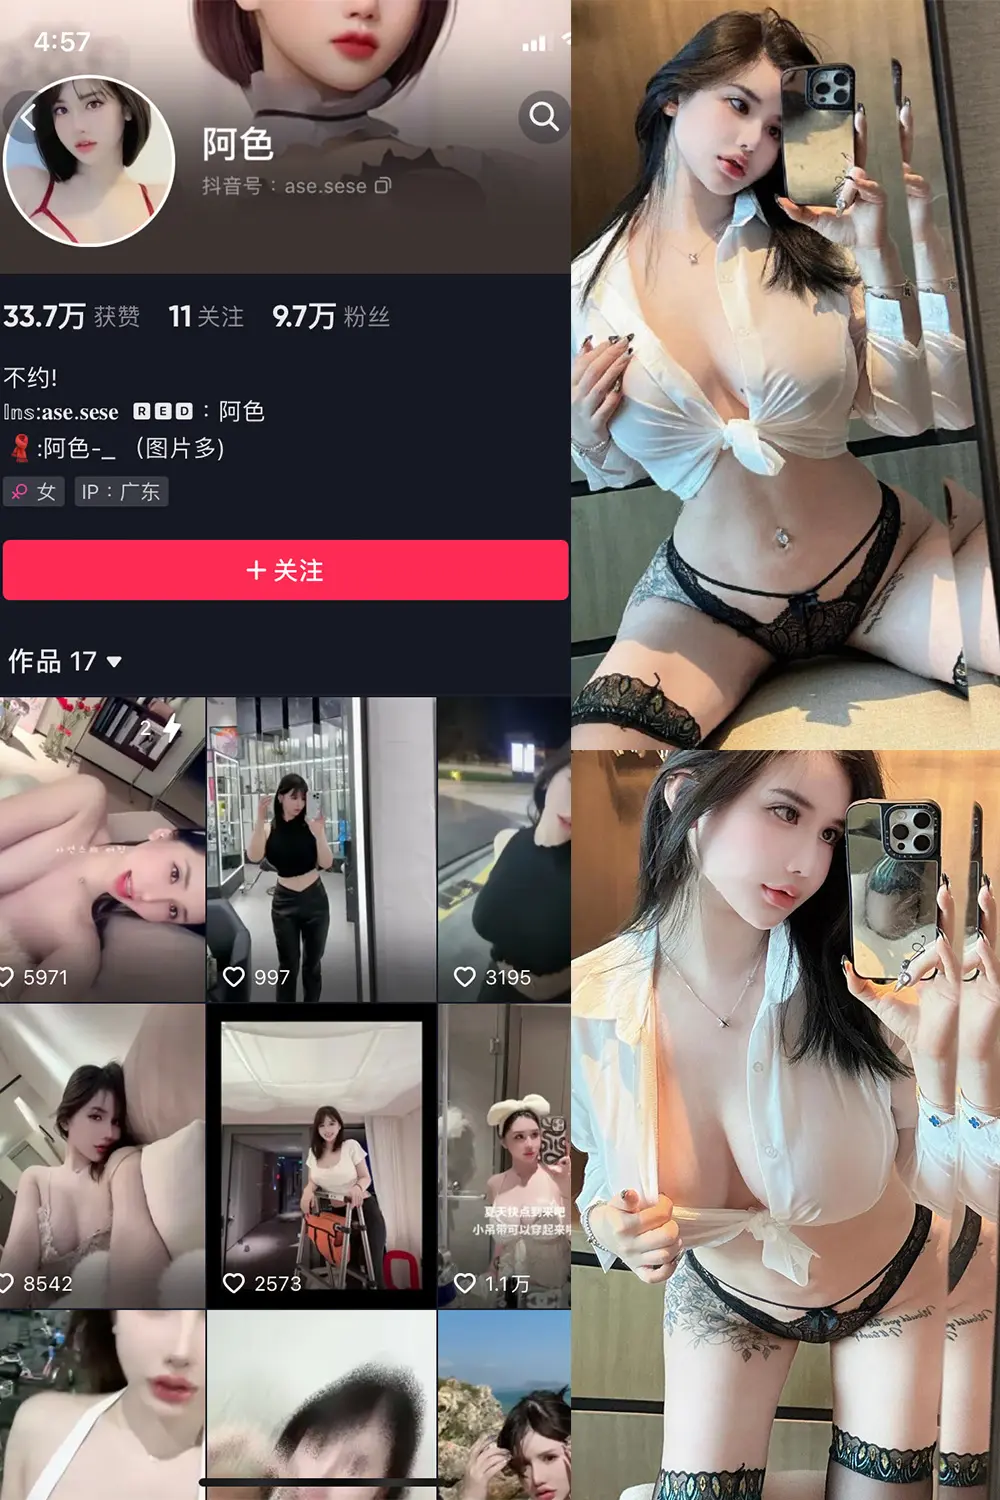 4:57
阿色
抖音号：ase.sese
33.7万 获赞 11 关注 9.7万 粉丝
不约!
Ins:ase.sese RED：阿色
:阿色-_ （图片多)
女 IP：广东
+ 关注
作品 17
2
5971
997
3195
8542
2573
夏天快点到来吧
小吊带可以穿起来
1.1万